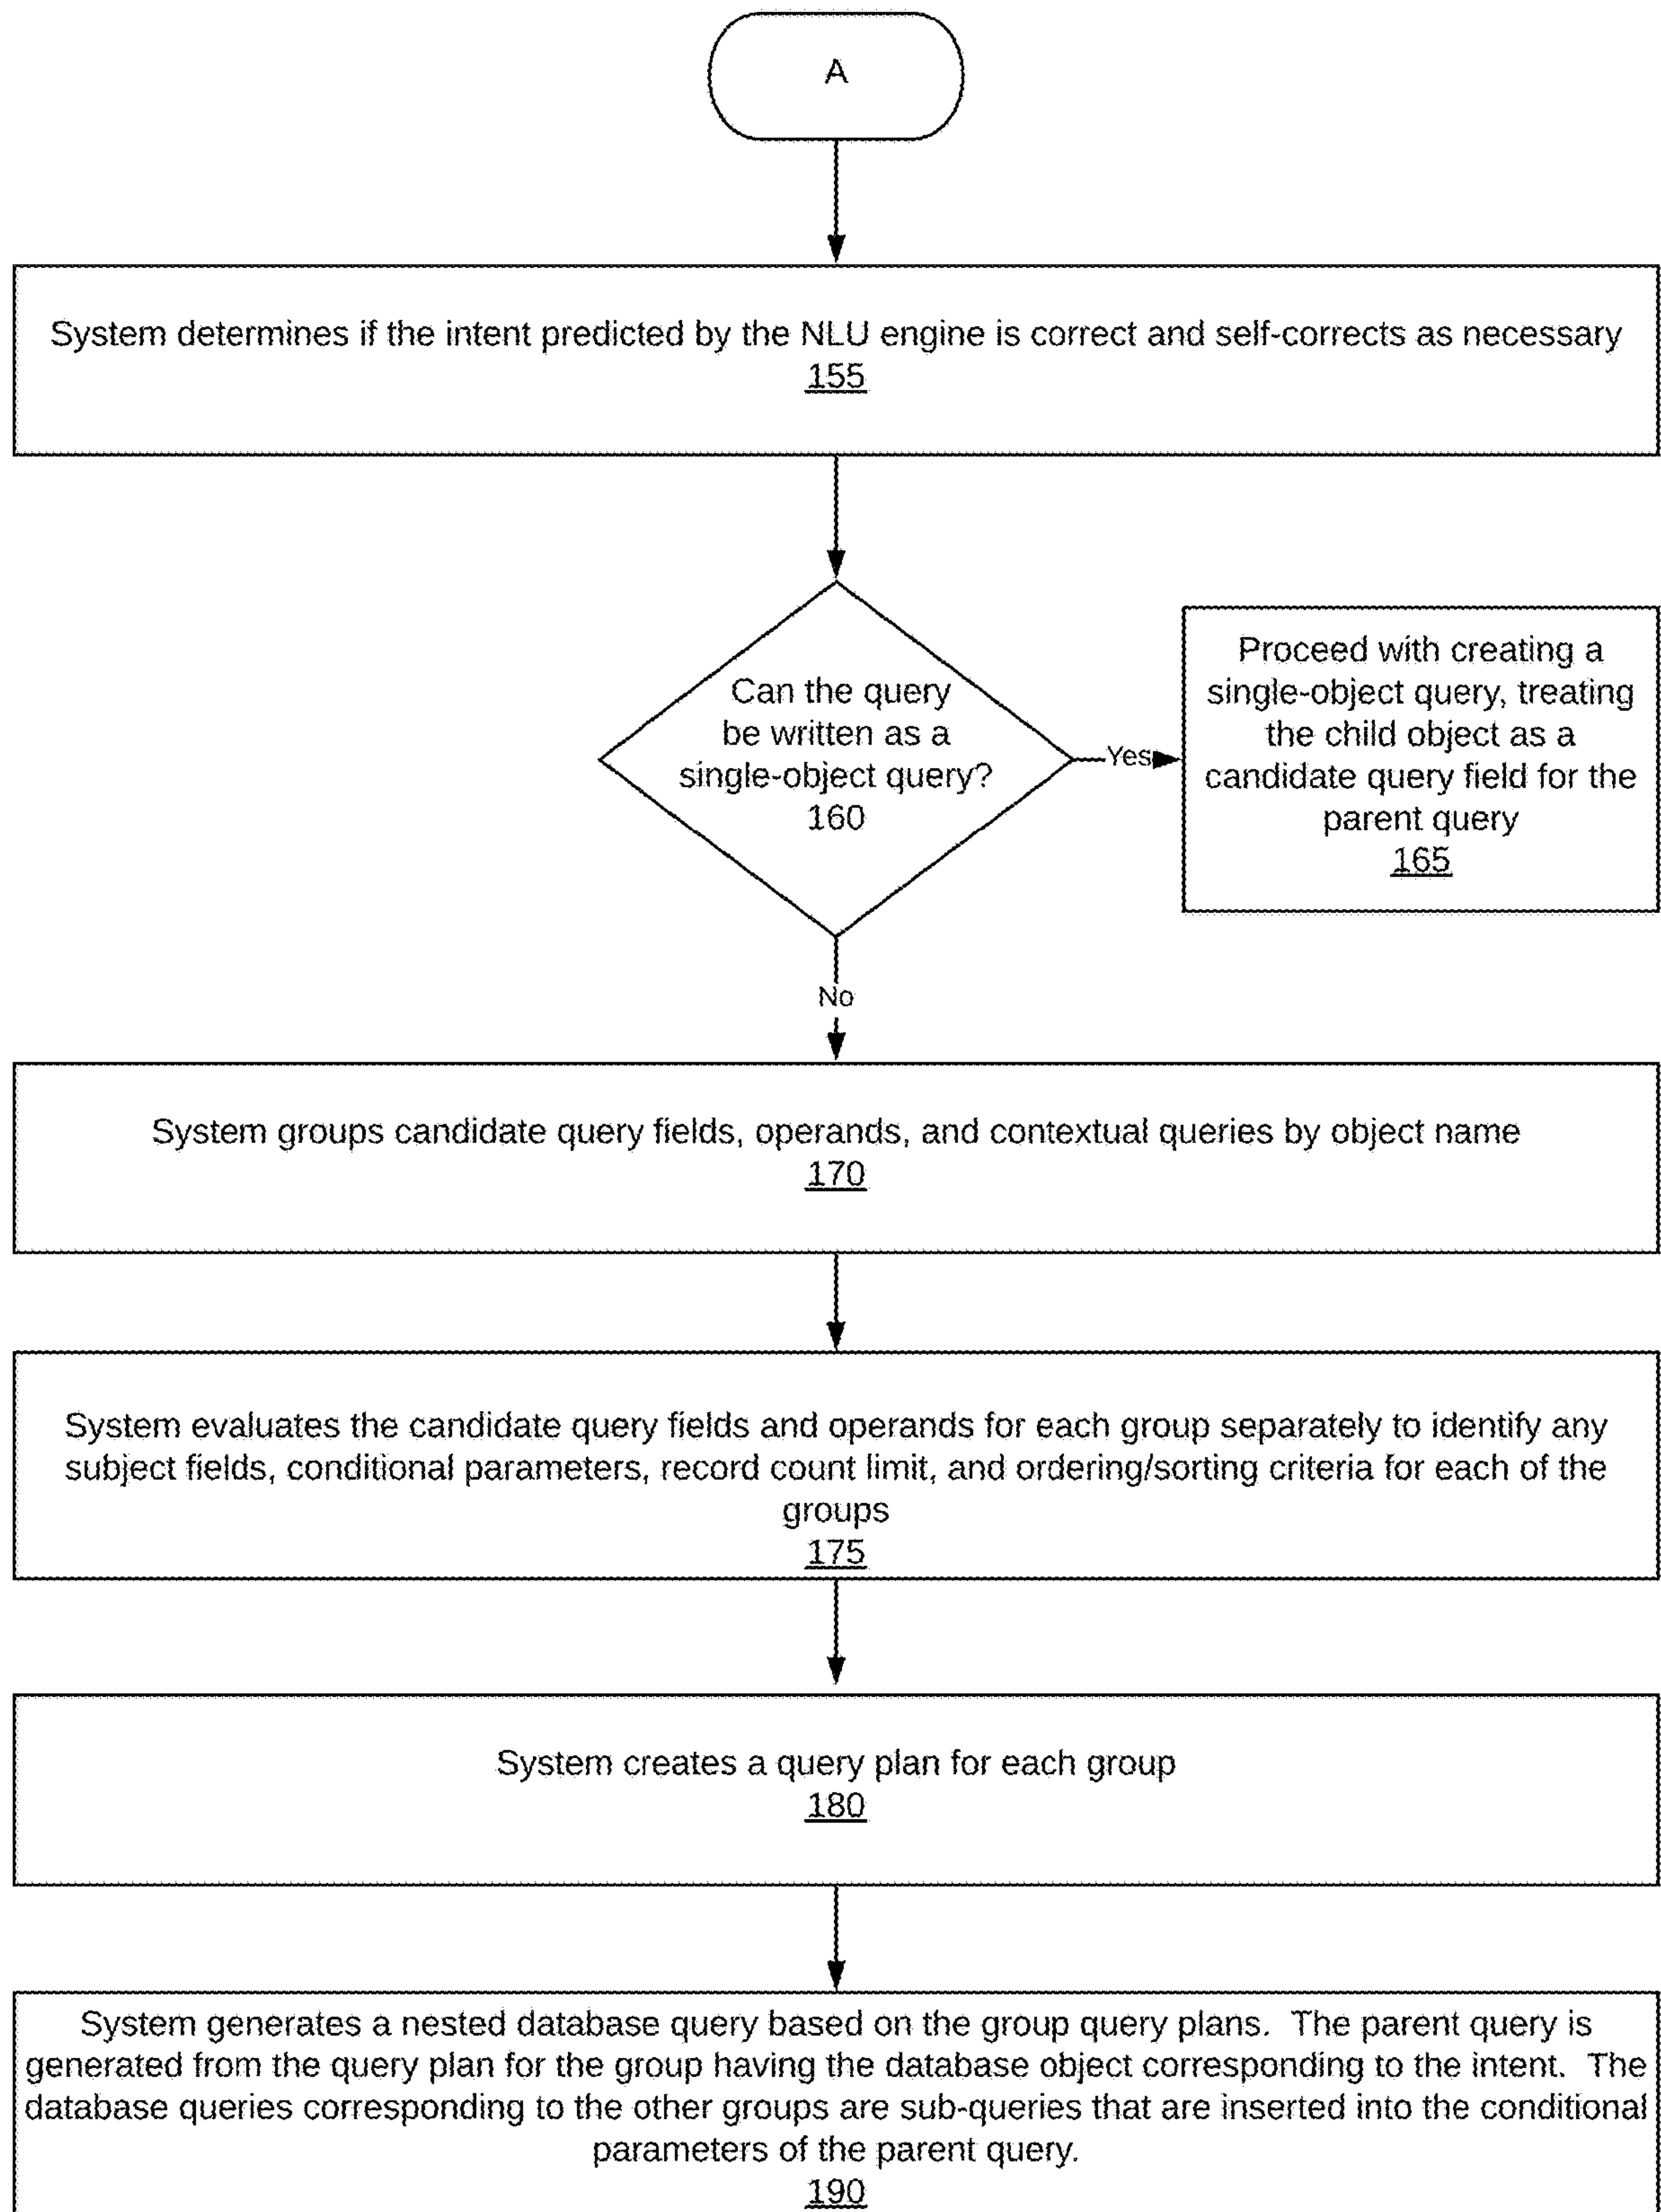 A
System determines if the intent predicted by the NLU engine is correct and self-corrects as necessary
155
Can the query
be written as a
single-object query?
160
Yes
Proceed with creating a
single-object query, treating
the child object as a
candidate query field for the
parent query
165
No
System groups candidate query fields, operands, and contextual queries by object name
170
System evaluates the candidate query fields and operands for each group separately to identify any
subject fields, conditional parameters, record count limit, and ordering/sorting criteria for each of the
groups
175
System creates a query plan for each group
180
System generates a nested database query based on the group query plans.  The parent query is
generated from the query plan for the group having the database object corresponding to the intent.  The
database queries corresponding to the other groups are sub-queries that are inserted into the conditional
parameters of the parent query.
190